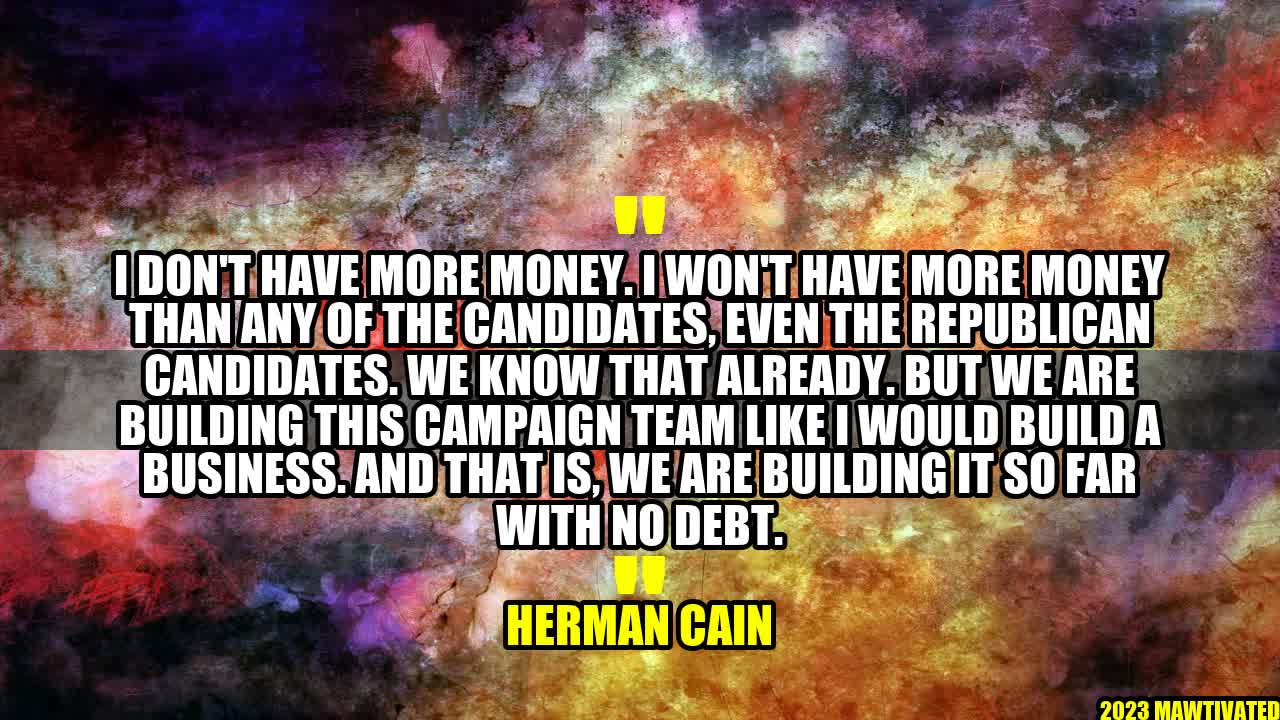 "
I DON'T HAVE MORE MONEY. I WON'T HAVE MORE MONEY
THAN ANY OF THE CANDIDATES, EVEN THE REPUBLICAN
CANDIDATES. WE KNOW THAT ALREADY. BUT WE ARE
BUILDING THIS CAMPAIGN TEAM LIKE I WOULD BUILD A
BUSINESS. AND THAT IS, WE ARE BUILDING IT SO FAR
WITH NO DEBT.
"
HERMAN CAIN
2023 MAWTIVATED